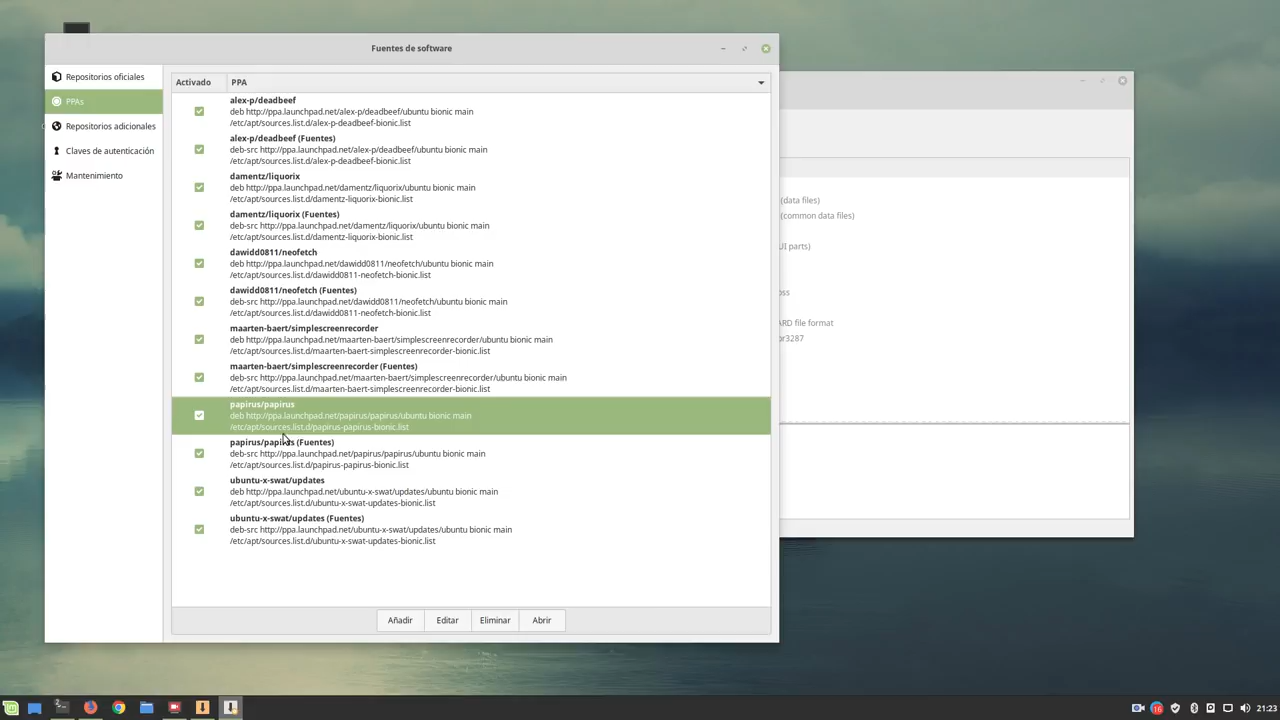 Fuentes de software
Repositorios oficiales
PPAs
Repositorios adicionales
Claves de autenticación
Mantenimiento
Activado
PPA
alex-p/deadbeef
deb http://ppa.launchpad.net/alex-p/deadbeef/ubuntu bionic main
/etc/apt/sources.list.d/alex-p-deadbeef-bionic.list
alex-p/deadbeef (Fuentes)
deb-src http://ppa.launchpad.net/alex-p/deadbeef/ubuntu bionic main
/etc/apt/sources.list.d/alex-p-deadbeef-bionic.list
damentz/liquorix
deb http://ppa.launchpad.net/damentz/liquorix/ubuntu bionic main
/etc/apt/sources.list.d/damentz-liquorix-bionic.list
damentz/liquorix (Fuentes)
deb-src http://ppa.launchpad.net/damentz/liquorix/ubuntu bionic main
/etc/apt/sources.list.d/damentz-liquorix-bionic.list
dawidd0811/neofetch
deb http://ppa.launchpad.net/dawidd0811/neofetch/ubuntu bionic main
/etc/apt/sources.list.d/dawidd0811-neofetch-bionic.list
dawidd0811/neofetch (Fuentes)
deb-src http://ppa.launchpad.net/dawidd0811/neofetch/ubuntu bionic main
/etc/apt/sources.list.d/dawidd0811-neofetch-bionic.list
maarten-baert/simplescreenrecorder
deb http://ppa.launchpad.net/maarten-baert/simplescreenrecorder/ubuntu bionic main
/etc/apt/sources.list.d/maarten-baert-simplescreenrecorder-bionic.list
maarten-baert/simplescreenrecorder (Fuentes)
deb-src http://ppa.launchpad.net/maarten-baert/simplescreenrecorder/ubuntu bionic main
/etc/apt/sources.list.d/maarten-baert-simplescreenrecorder-bionic.list
papirus/papirus
deb http://ppa.launchpad.net/papirus/papirus/ubuntu bionic main
/etc/apt/sources.list.d/papirus-papirus-bionic.list
papirus/papirus (Fuentes)
deb-src http://ppa.launchpad.net/papirus/papirus/ubuntu bionic main
/etc/apt/sources.list.d/papirus-papirus-bionic.list
ubuntu-x-swat/updates
deb http://ppa.launchpad.net/ubuntu-x-swat/updates/ubuntu bionic main
/etc/apt/sources.list.d/ubuntu-x-swat-updates-bionic.list
ubuntu-x-swat/updates (Fuentes)
deb-src http://ppa.launchpad.net/ubuntu-x-swat/updates/ubuntu bionic main
/etc/apt/sources.list.d/ubuntu-x-swat-updates-bionic.list
Añadir
Editar
Eliminar
Abrir
(data files)
(common data files)
UI parts)
oss
ARD file format
or3287
16
21:23